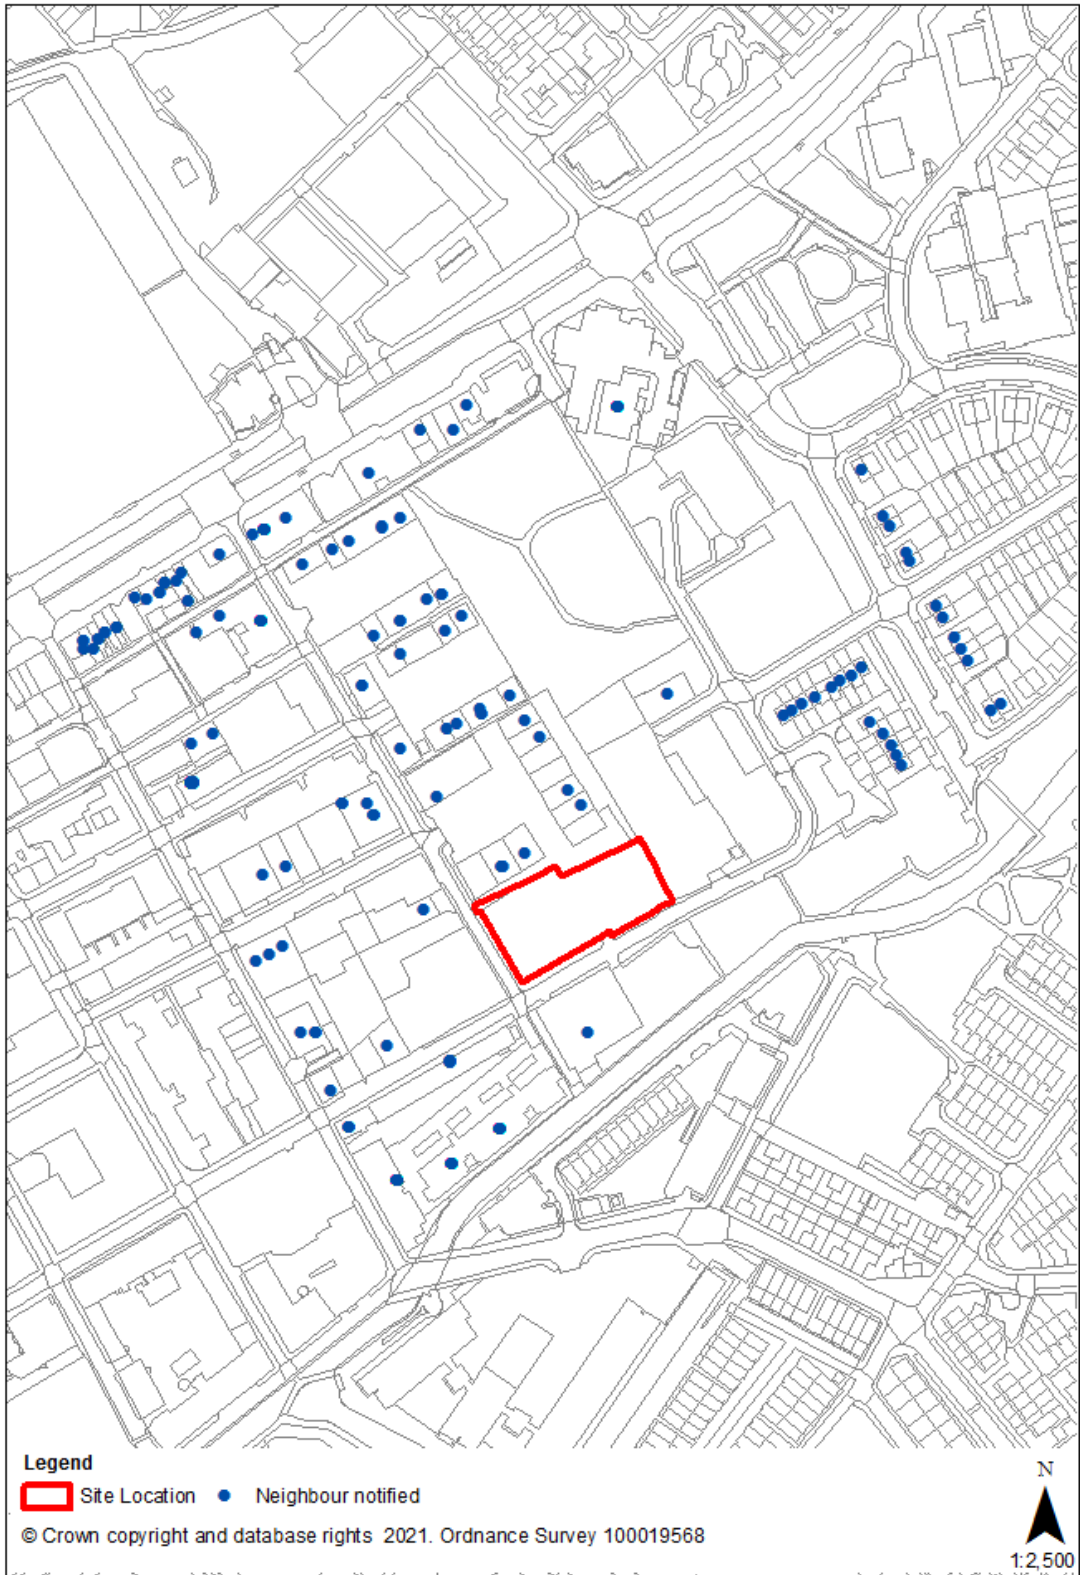 Legend
N
Site Location Neighbour notified
© Crown copyright and database rights 2021. Ordnance Survey 100019568
1:2,500